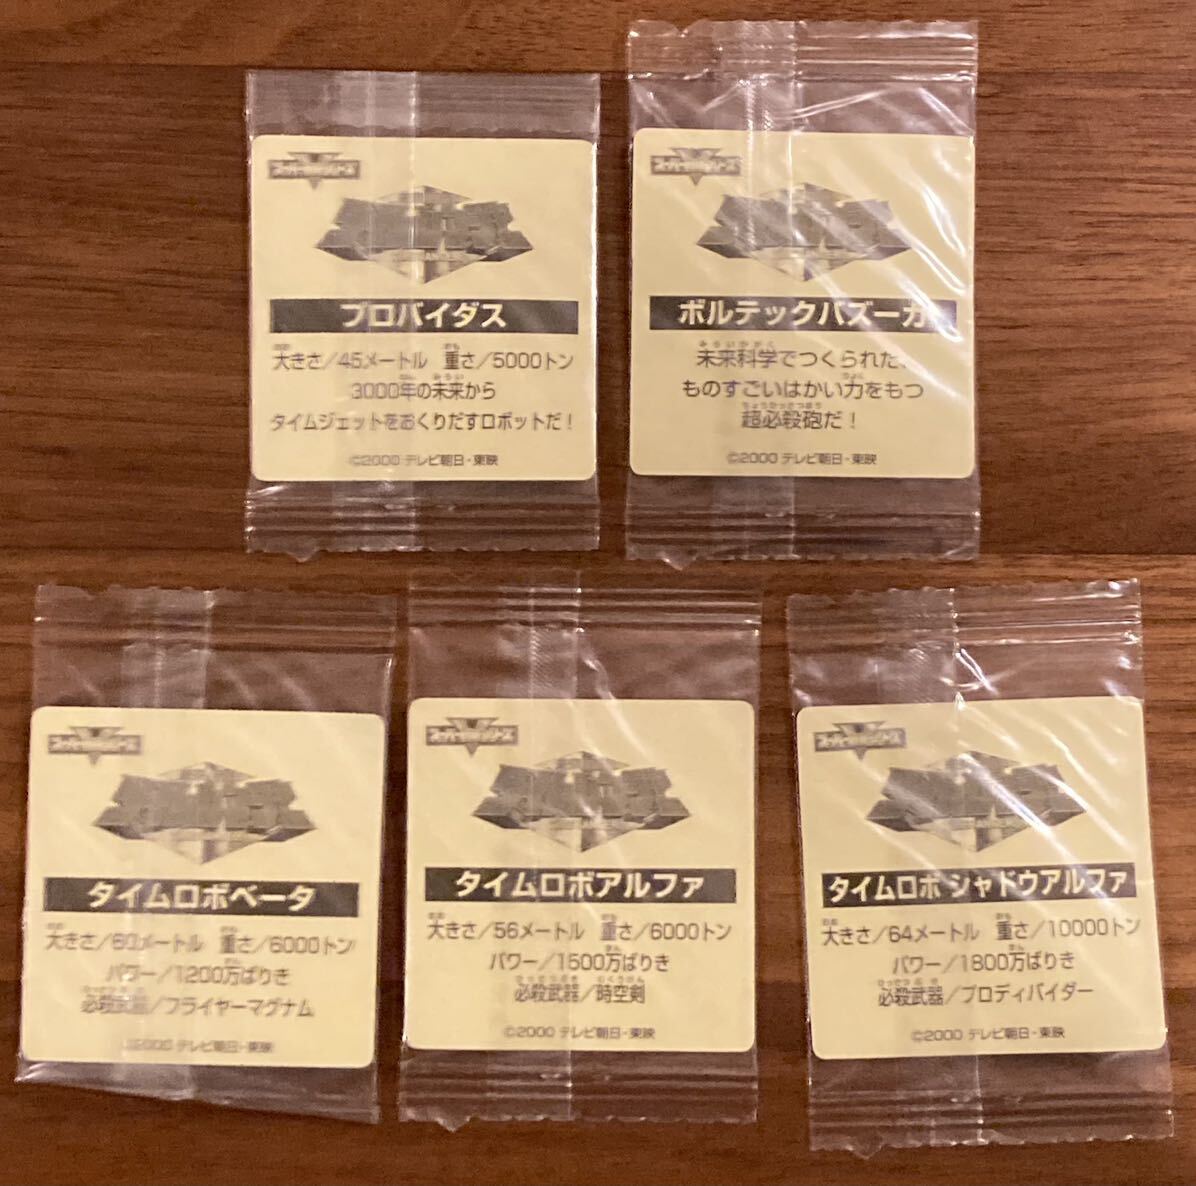 プロバイダス
大きさ/45メートル 重さ/5000トン
3000年の未来から
タイムジェットをおくりだすロボットだ!
©2000 テレビ朝日・東映
ボルテックバズーカ
未来科学でつくられた、
ものすごいはかい力をもつ
超必殺砲だ!
©2000 テレビ朝日・東映
タイムロボベータ
大きさ/60メートル 重さ/6000トン
パワー/1200万ばりき
必殺武器/フライヤーマグナム
©2000 テレビ朝日・東映
タイムロボアルファ
大きさ/56メートル 重さ/6000トン
パワー/1500万ばりき
必殺武器/時空剣
©2000 テレビ朝日・東映
タイムロボ シャドウアルファ
大きさ/64メートル 重さ/10000トン
パワー/1800万ばりき
必殺武器/プロディバイダー
©2000 テレビ朝日・東映